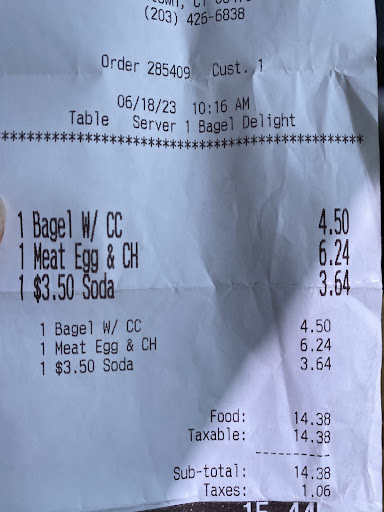 (203) 426-6838
Order 285409 Cust. 1
06/18/23 10:16 AM
Table Server 1 Bagel Delight
****************************************
1 Bagel W/ CC 4.50
1 Meat Egg & CH 6.24
1 $3.50 Soda 3.64
1 Bagel W/ CC 4.50
1 Meat Egg & CH 6.24
1 $3.50 Soda 3.64
Food: 14.38
Taxable: 14.38
-----------
Sub-total: 14.38
Taxes: 1.06